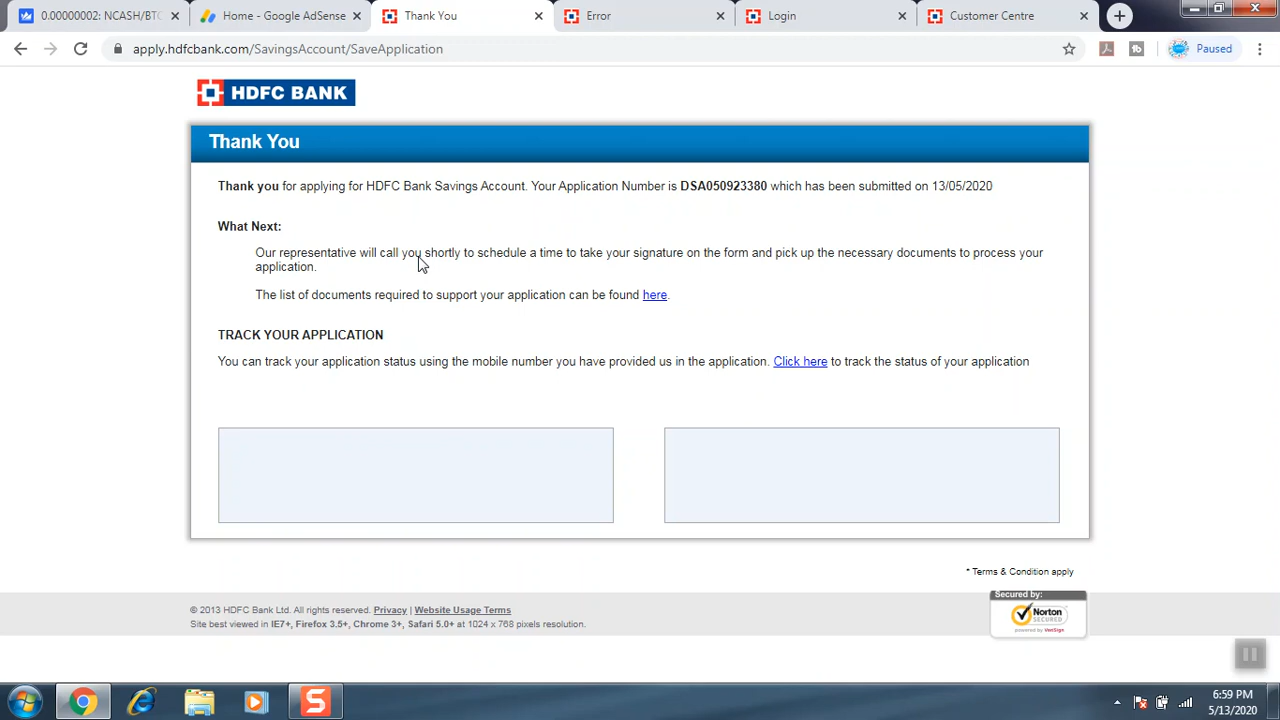 0.00000002: NCASH/BTC
Home - Google AdSense
Thank You
Error
Login
Customer Centre
apply.hdfcbank.com/SavingsAccount/SaveApplication
Paused
HDFC BANK
Thank You
Thank you for applying for HDFC Bank Savings Account. Your Application Number is DSA050923380 which has been submitted on 13/05/2020
What Next:
Our representative will call you shortly to schedule a time to take your signature on the form and pick up the necessary documents to process your
application.
The list of documents required to support your application can be found here.
TRACK YOUR APPLICATION
You can track your application status using the mobile number you have provided us in the application. Click here to track the status of your application
* Terms & Condition apply
© 2013 HDFC Bank Ltd. All rights reserved. Privacy | Website Usage Terms
Site best viewed in IE7+, Firefox 3.5+, Chrome 3+, Safari 5.0+ at 1024 x 768 pixels resolution.
Secured by:
Norton
SECURED
powered by VeriSign
S
6:59 PM
5/13/2020